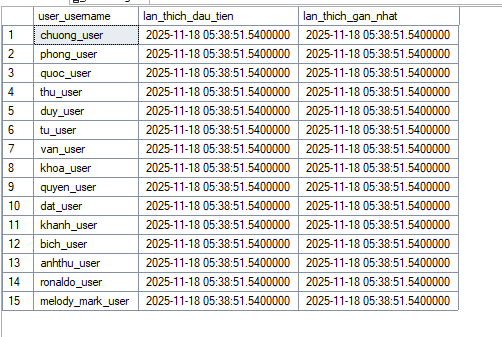 user_username lan_thich_dau_tien lan_thich_gan_nhat
1 chuong_user 2025-11-18 05:38:51.5400000 2025-11-18 05:38:51.5400000
2 phong_user 2025-11-18 05:38:51.5400000 2025-11-18 05:38:51.5400000
3 quoc_user 2025-11-18 05:38:51.5400000 2025-11-18 05:38:51.5400000
4 thu_user 2025-11-18 05:38:51.5400000 2025-11-18 05:38:51.5400000
5 duy_user 2025-11-18 05:38:51.5400000 2025-11-18 05:38:51.5400000
6 tu_user 2025-11-18 05:38:51.5400000 2025-11-18 05:38:51.5400000
7 van_user 2025-11-18 05:38:51.5400000 2025-11-18 05:38:51.5400000
8 khoa_user 2025-11-18 05:38:51.5400000 2025-11-18 05:38:51.5400000
9 quyen_user 2025-11-18 05:38:51.5400000 2025-11-18 05:38:51.5400000
10 dat_user 2025-11-18 05:38:51.5400000 2025-11-18 05:38:51.5400000
11 khanh_user 2025-11-18 05:38:51.5400000 2025-11-18 05:38:51.5400000
12 bich_user 2025-11-18 05:38:51.5400000 2025-11-18 05:38:51.5400000
13 anhthu_user 2025-11-18 05:38:51.5400000 2025-11-18 05:38:51.5400000
14 ronaldo_user 2025-11-18 05:38:51.5400000 2025-11-18 05:38:51.5400000
15 melody_mark_user 2025-11-18 05:38:51.5400000 2025-11-18 05:38:51.5400000